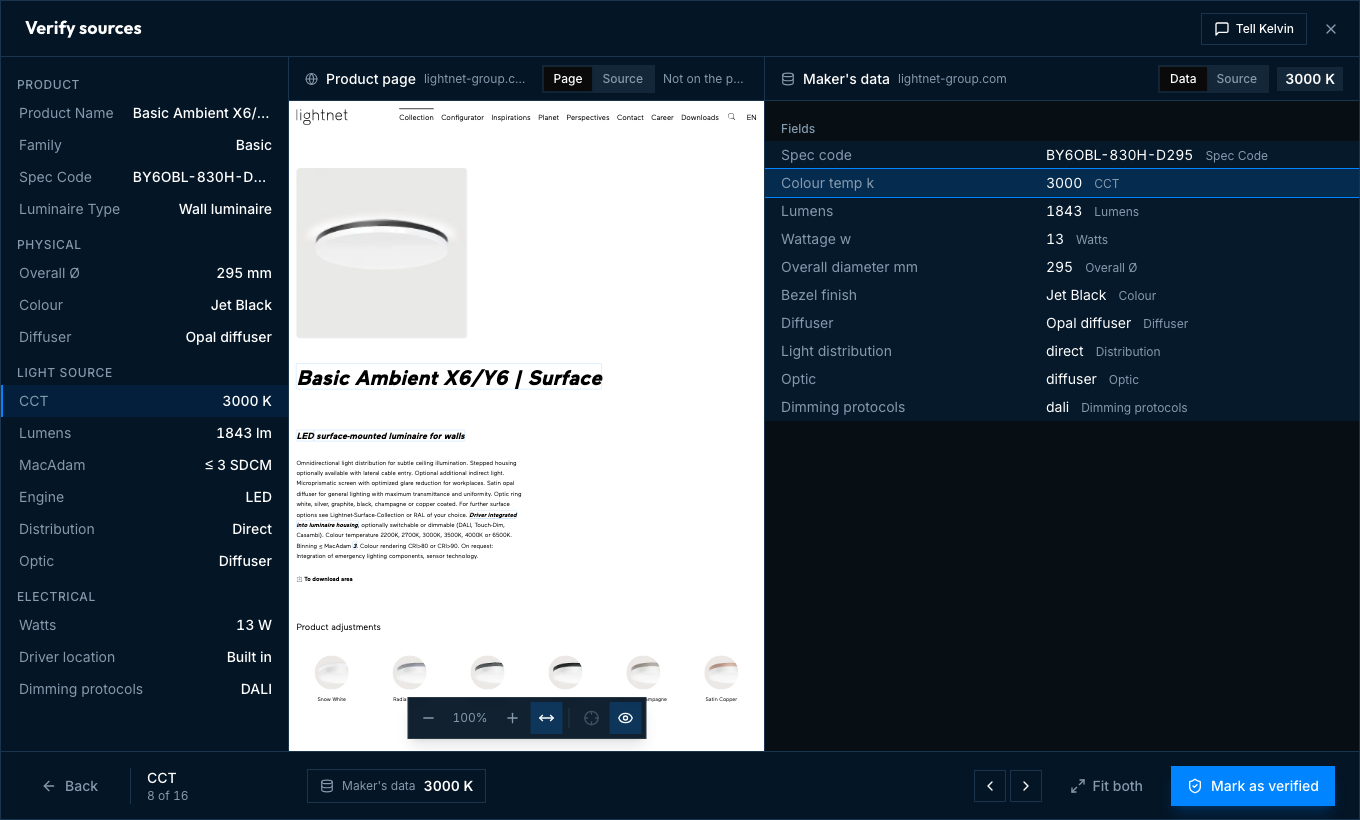 Verify sources
Tell Kelvin
PRODUCT
Product Name Basic Ambient X6/...
Family Basic
Spec Code BY6OBL-830H-D...
Luminaire Type Wall luminaire
PHYSICAL
Overall Ø 295 mm
Colour Jet Black
Diffuser Opal diffuser
LIGHT SOURCE
CCT 3000 K
Lumens 1843 lm
MacAdam ≤ 3 SDCM
Engine LED
Distribution Direct
Optic Diffuser
ELECTRICAL
Watts 13 W
Driver location Built in
Dimming protocols DALI
Product page lightnet-group.c... Page Source Not on the p...
lightnet
Collection Configurator Inspirations Planet Perspectives Contact Career Downloads EN
Basic Ambient X6/Y6 | Surface
LED surface-mounted luminaire for walls
Omnidirectional light distribution for subtle ceiling illumination. Stepped housing
optionally available with lateral cable entry. Optional additional indirect light.
Microprismatic screen with optimized glare reduction for workplaces. Satin opal
diffuser for general lighting with maximum transmittance and uniformity. Optic ring
white, silver, graphite, black, champagne or copper coated. For further surface
options see Lightnet-Surface-Collection or RAL of your choice. Driver integrated
into luminaire housing, optionally switchable or dimmable (DALI, Touch-Dim,
Casambi). Colour temperature 2200K, 2700K, 3000K, 3500K, 4000K or 6500K.
Binning ≤ MacAdam 3. Colour rendering CRI>80 or CRI>90. On request:
Integration of emergency lighting components, sensor technology.
To download area
Product adjustments
Snow White
Satin Copper
100%
Maker's data lightnet-group.com Data Source 3000 K
Fields
Spec code BY6OBL-830H-D295 Spec Code
Colour temp k 3000 CCT
Lumens 1843 Lumens
Wattage w 13 Watts
Overall diameter mm 295 Overall Ø
Bezel finish Jet Black Colour
Diffuser Opal diffuser Diffuser
Light distribution direct Distribution
Optic diffuser Optic
Dimming protocols dali Dimming protocols
Back
CCT
8 of 16
Maker's data 3000 K
Fit both
Mark as verified